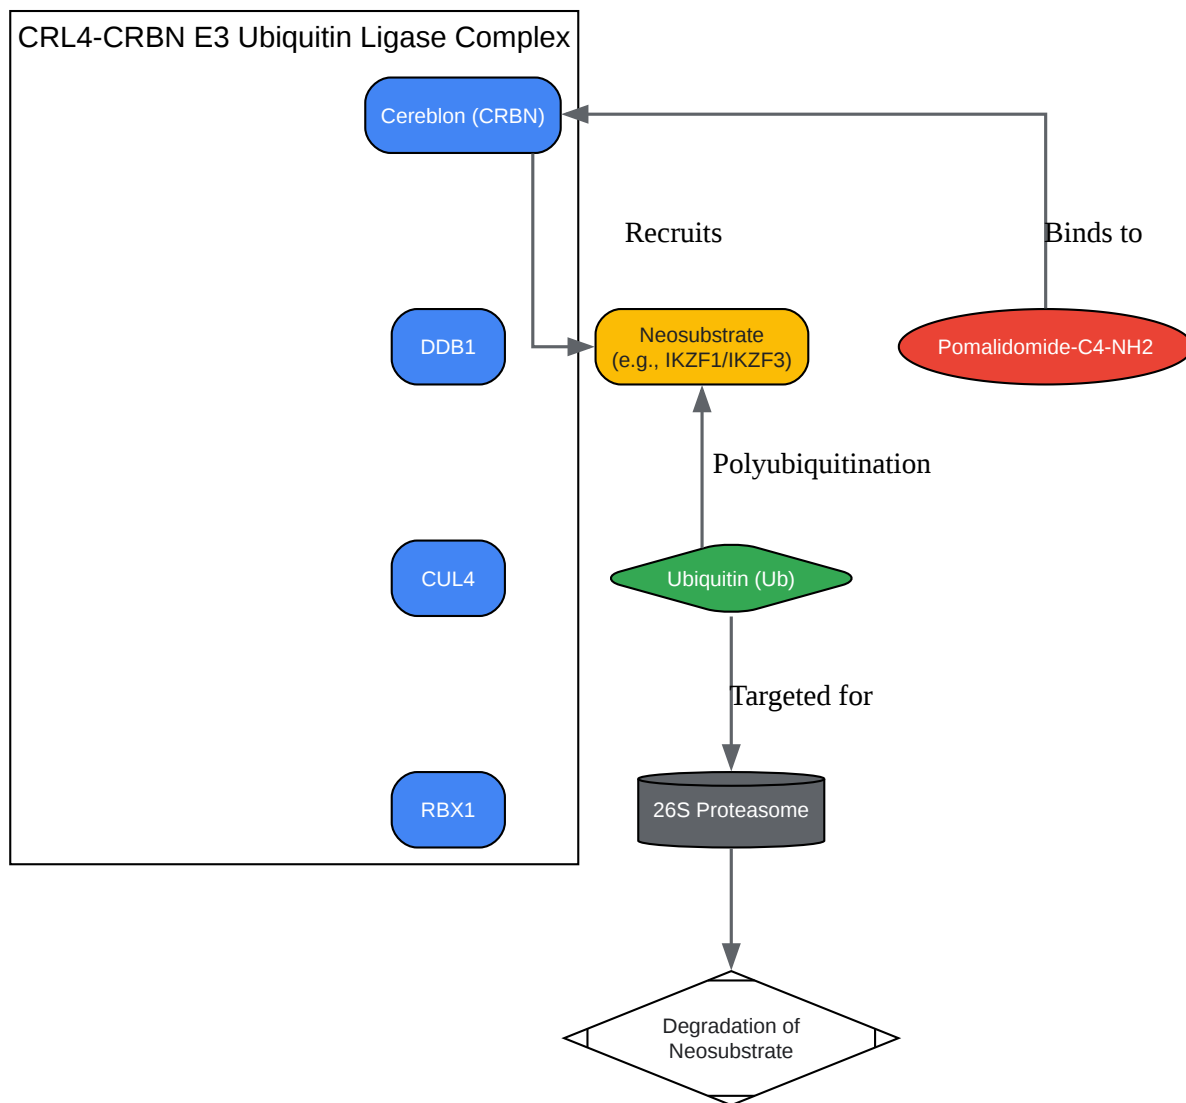 CRL4-CRBN E3 Ubiquitin Ligase Complex
Cereblon (CRBN)
Recruits
Binds to
DDB1
Neosubstrate
(e.g., IKZF1/IKZF3)
Pomalidomide-C4-NH2
Polyubiquitination
CUL4
Ubiquitin (Ub)
Targeted for
RBX1
26S Proteasome
Degradation of
Neosubstrate